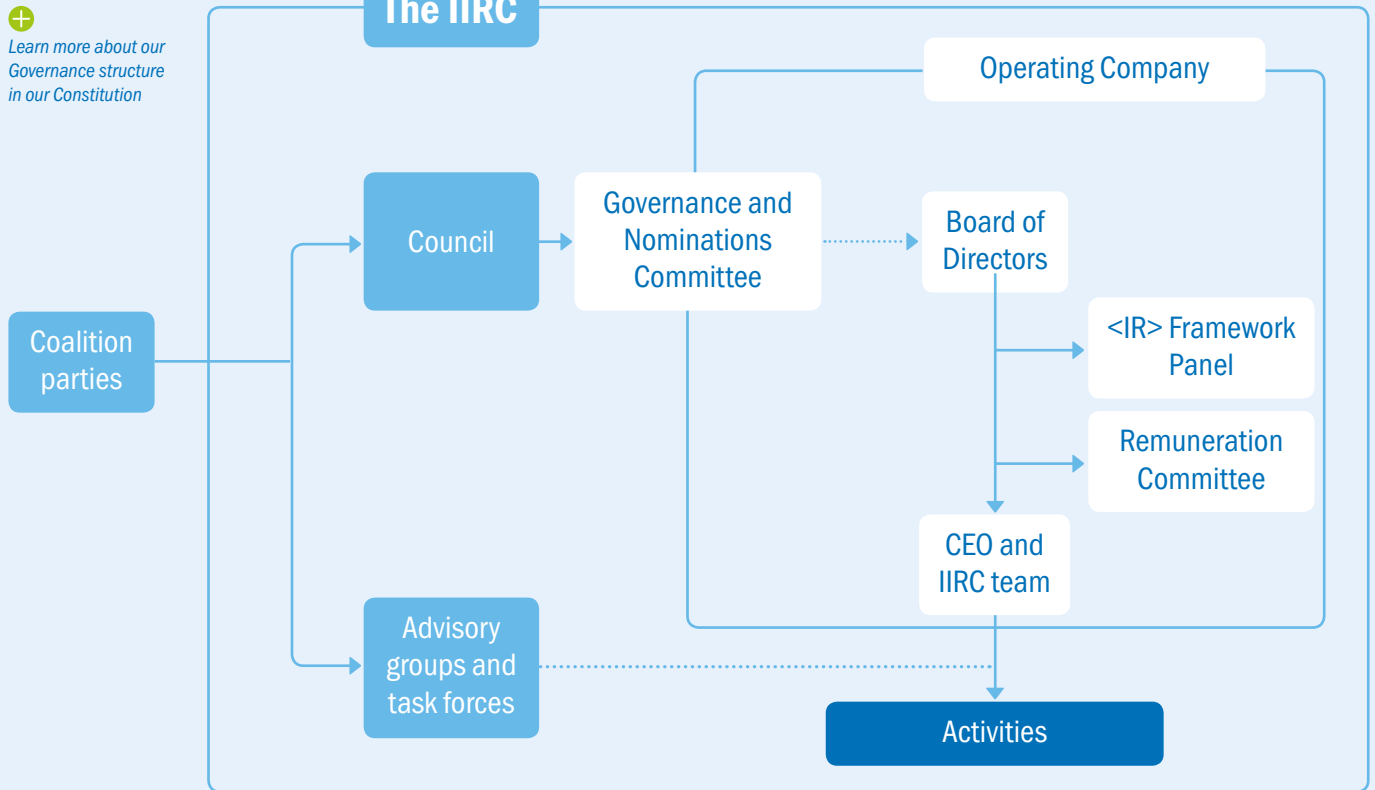 The IIRC
Learn more about our
Governance structure
in our Constitution
Operating Company
Council
Governance and
Nominations
Committee
Board of
Directors
Coalition
parties
<IR> Framework
Panel
Remuneration
Committee
CEO and
IIRC team
Advisory
groups and
task forces
Activities